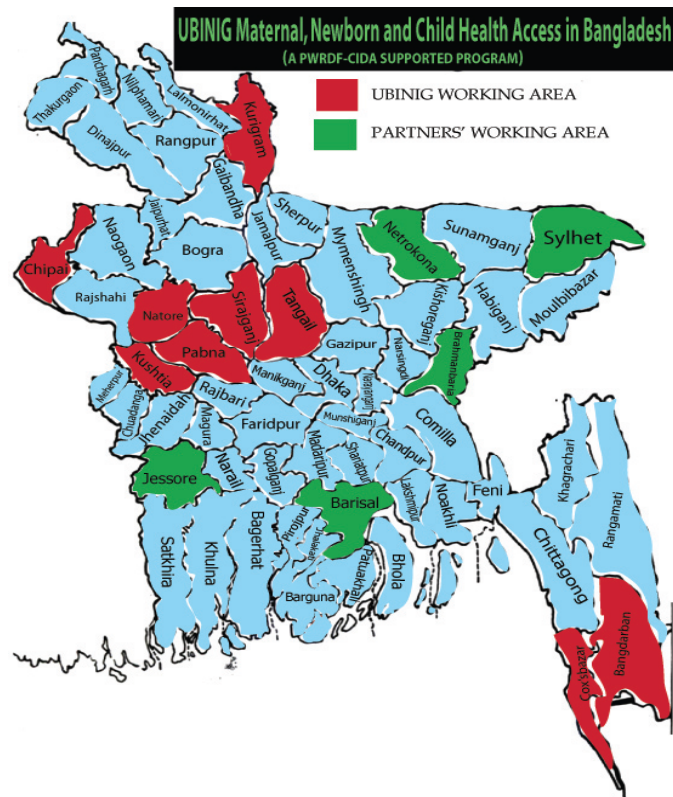 UBINIG Maternal, Newborn and Child Health Access in Bangladesh
(A PWRDF-CIDA SUPPORTED PROGRAM)
UBINIG WORKING AREA
PARTNERS' WORKING AREA
Panchagarh
Thakurgaon
Nilphamari
Lalmonirhat
Dinajpur
Rangpur
Kurigram
Gaibandha
Jaipurhat
Naogaon
Bogra
Jamalpur
Sherpur
Mymenshingh
Netrokona
Sunamganj
Sylhet
Chipai
Rajshahi
Natore
Sirajganj
Tangail
Kishoreganj
Habiganj
Moulbibazar
Kushtia
Pabna
Gazipur
Narsingdi
Brahmanbaria
Meherpur
Chuadanga
Jhenaidah
Rajbari
Manikganj
Dhaka
Magura
Faridpur
Munshiganj
Comilla
Jessore
Narail
Gopalganj
Madaripur
Shariatpur
Chandpur
Khagrachari
Rangamati
Barisal
Lakshmipur
Noakhil
Feni
Satkhira
Khulna
Bagerhat
Pirojpur
Barguna
Patuakhali
Bhola
Chittagong
Cox'sbazar
Bangdarban